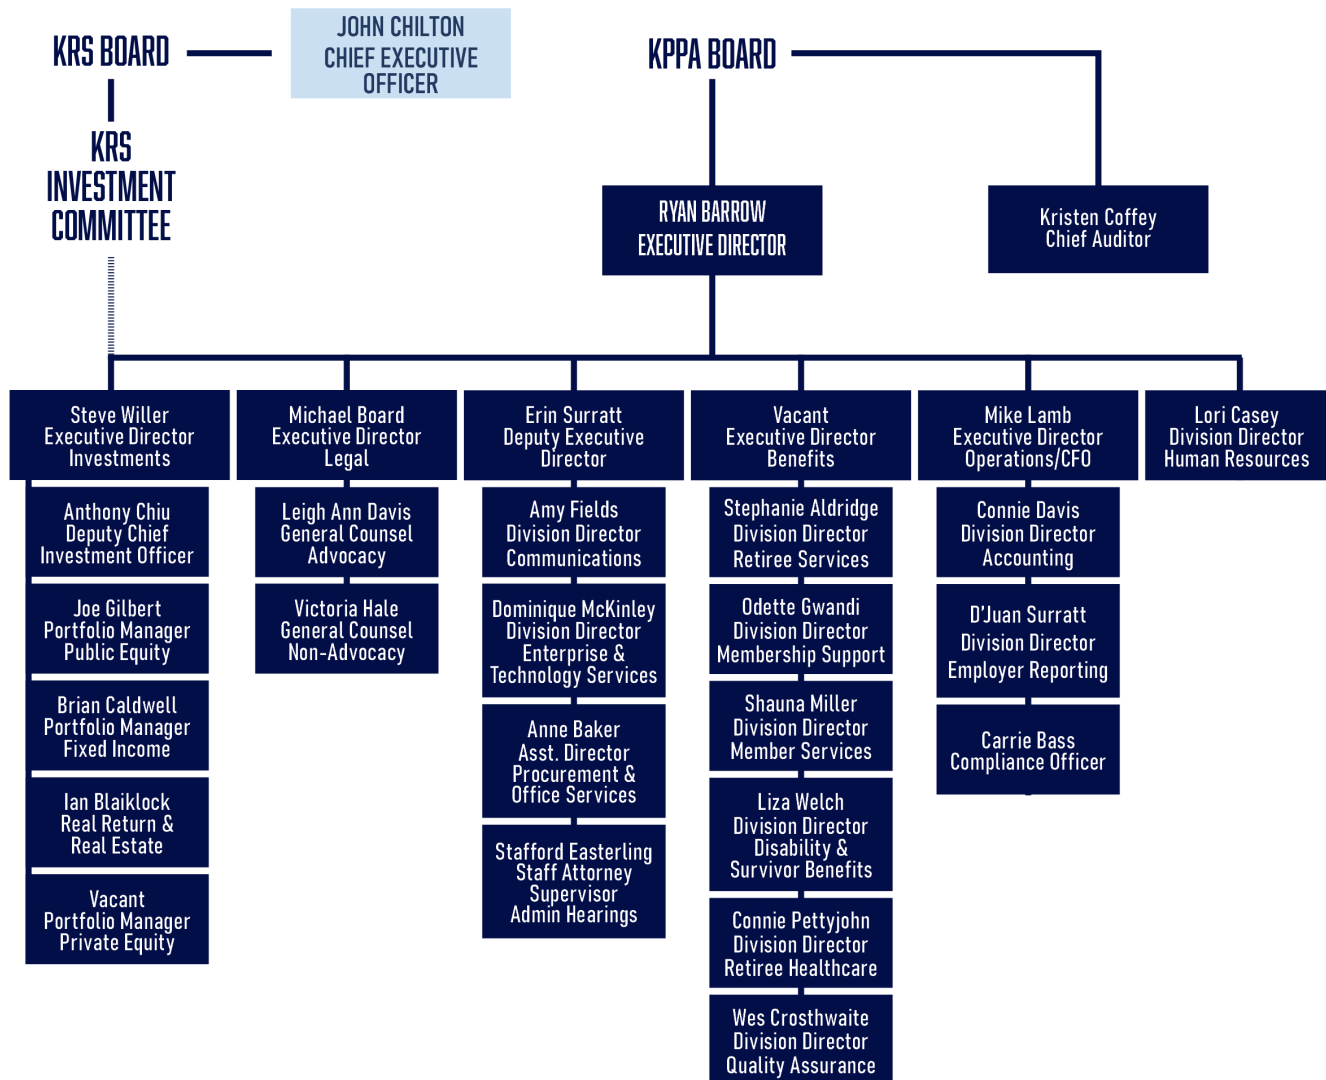 KRS BOARD
JOHN CHILTON
CHIEF EXECUTIVE
OFFICER
KRS
INVESTMENT
COMMITTEE
KPPA BOARD
RYAN BARROW
EXECUTIVE DIRECTOR
Kristen Coffey
Chief Auditor
Steve Willer
Executive Director
Investments
Anthony Chiu
Deputy Chief
Investment Officer
Joe Gilbert
Portfolio Manager
Public Equity
Brian Caldwell
Portfolio Manager
Fixed Income
Ian Blaiklock
Real Return &
Real Estate
Vacant
Portfolio Manager
Private Equity
Michael Board
Executive Director
Legal
Leigh Ann Davis
General Counsel
Advocacy
Victoria Hale
General Counsel
Non-Advocacy
Erin Surratt
Deputy Executive
Director
Amy Fields
Division Director
Communications
Dominique McKinley
Division Director
Enterprise &
Technology Services
Anne Baker
Asst. Director
Procurement &
Office Services
Stafford Easterling
Staff Attorney
Supervisor
Admin Hearings
Vacant
Executive Director
Benefits
Stephanie Aldridge
Division Director
Retiree Services
Odette Gwandi
Division Director
Membership Support
Shauna Miller
Division Director
Member Services
Liza Welch
Division Director
Disability &
Survivor Benefits
Connie Pettyjohn
Division Director
Retiree Healthcare
Wes Crosthwaite
Division Director
Quality Assurance
Mike Lamb
Executive Director
Operations/CFO
Connie Davis
Division Director
Accounting
D'Juan Surratt
Division Director
Employer Reporting
Carrie Bass
Compliance Officer
Lori Casey
Division Director
Human Resources